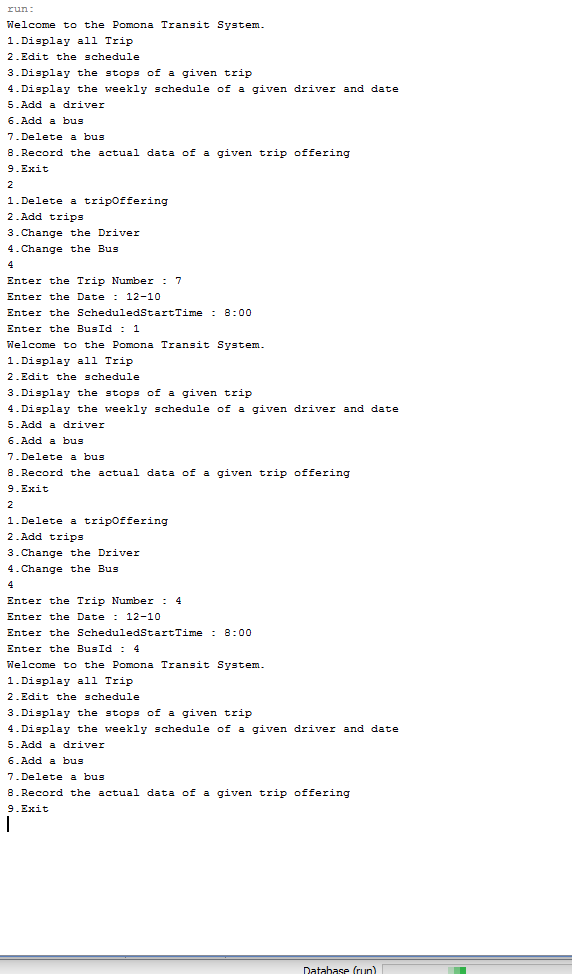 run:
Welcome to the Pomona Transit System.
1.Display all Trip
2.Edit the schedule
3.Display the stops of a given trip
4.Display the weekly schedule of a given driver and date
5.Add a driver
6.Add a bus
7.Delete a bus
8.Record the actual data of a given trip offering
9.Exit
2
1.Delete a tripOffering
2.Add trips
3.Change the Driver
4.Change the Bus
4
Enter the Trip Number : 7
Enter the Date : 12-10
Enter the ScheduledStartTime : 8:00
Enter the BusId : 1
Welcome to the Pomona Transit System.
1.Display all Trip
2.Edit the schedule
3.Display the stops of a given trip
4.Display the weekly schedule of a given driver and date
5.Add a driver
6.Add a bus
7.Delete a bus
8.Record the actual data of a given trip offering
9.Exit
2
1.Delete a tripOffering
2.Add trips
3.Change the Driver
4.Change the Bus
4
Enter the Trip Number : 4
Enter the Date : 12-10
Enter the ScheduledStartTime : 8:00
Enter the BusId : 4
Welcome to the Pomona Transit System.
1.Display all Trip
2.Edit the schedule
3.Display the stops of a given trip
4.Display the weekly schedule of a given driver and date
5.Add a driver
6.Add a bus
7.Delete a bus
8.Record the actual data of a given trip offering
9.Exit
Database (run)